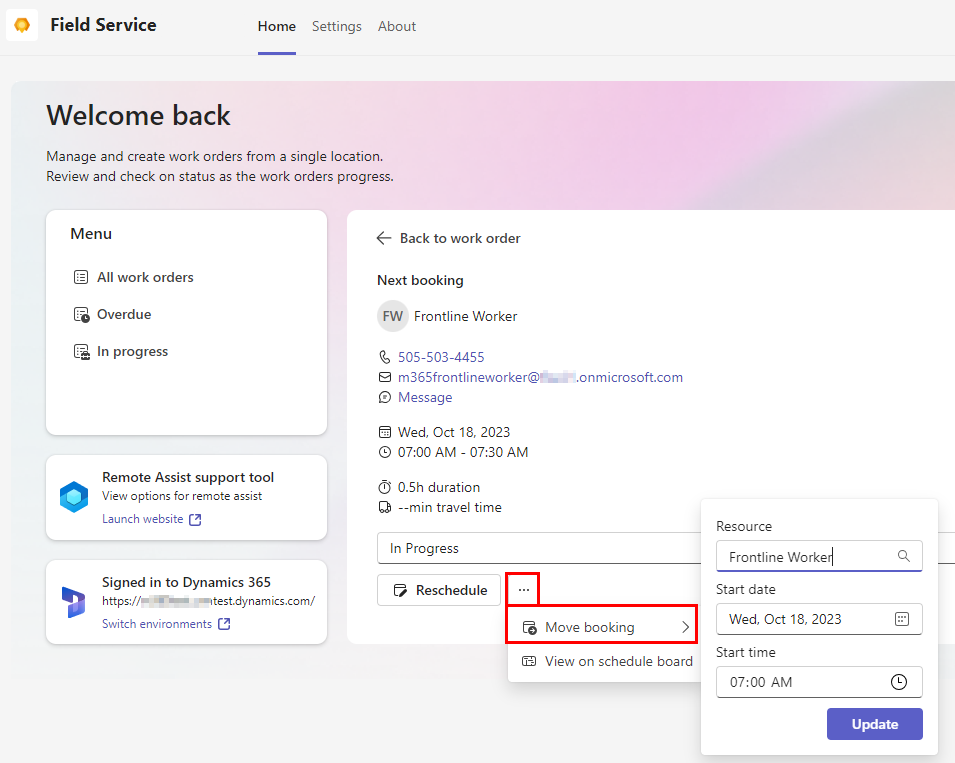 Field Service
Home Settings About
Welcome back
Manage and create work orders from a single location.
Review and check on status as the work orders progress.
Menu
All work orders
Overdue
In progress
Remote Assist support tool
View options for remote assist
Launch website
Signed in to Dynamics 365
https:// test.dynamics.com/
Switch environments
Back to work order
Next booking
FW Frontline Worker
505-503-4455
m365frontlineworker@ .onmicrosoft.com
Message
Wed, Oct 18, 2023
07:00 AM - 07:30 AM
0.5h duration
--min travel time
In Progress
Reschedule ...
Move booking
View on schedule board
Resource
Frontline Worker
Start date
Wed, Oct 18, 2023
Start time
07:00 AM
Update